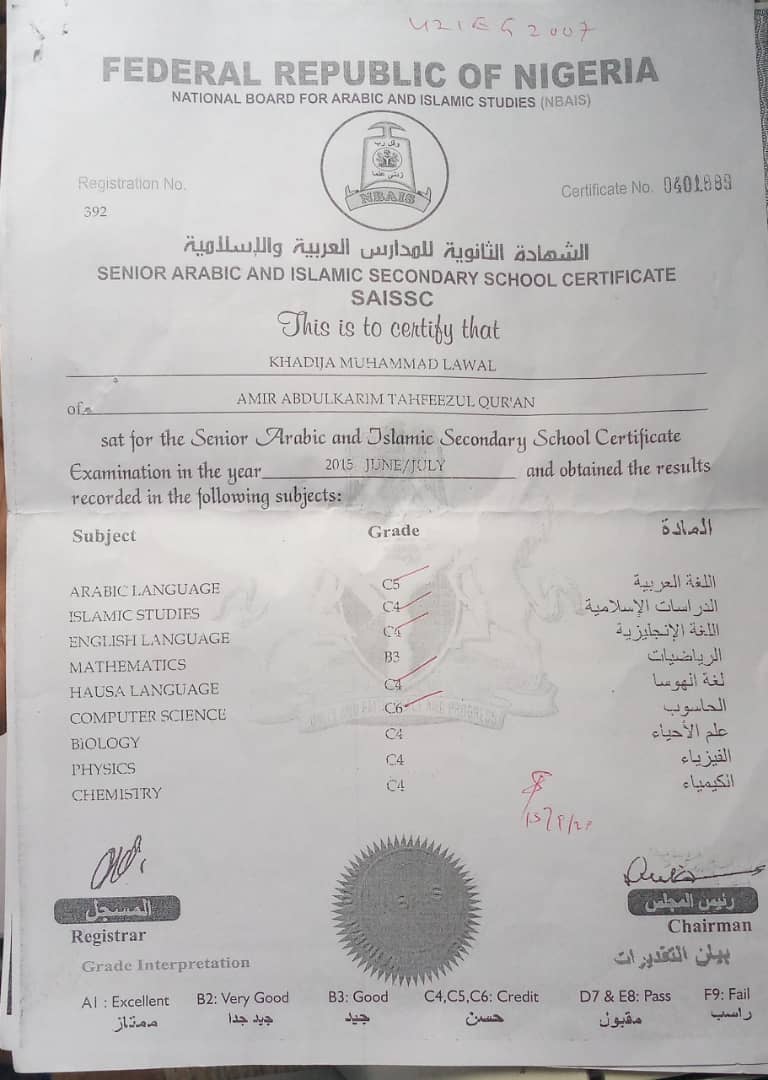 U21EG2007
FEDERAL REPUBLIC OF NIGERIA
NATIONAL BOARD FOR ARABIC AND ISLAMIC STUDIES (NBAIS)
وقل رب
زدني علما
NBAIS
Registration No.
392
Certificate No. 0401889
الشهادة الثانوية للمدارس العربية والإسلامية
SENIOR ARABIC AND ISLAMIC SECONDARY SCHOOL CERTIFICATE
SAISSC
This is to certify that
KHADIJA MUHAMMAD LAWAL
of AMIR ABDULKARIM TAHFEEZUL QUR'AN
sat for the Senior Arabic and Islamic Secondary School Certificate
Examination in the year 2015 JUNE/JULY and obtained the results
recorded in the following subjects:
Subject Grade المادة
ARABIC LANGUAGE C5 اللغة العربية
ISLAMIC STUDIES C4 الدراسات الإسلامية
ENGLISH LANGUAGE C4 اللغة الإنجليزية
MATHEMATICS B3 الرياضيات
HAUSA LANGUAGE C4 لغة الهوسا
COMPUTER SCIENCE C6 الحاسوب
BIOLOGY C4 علم الأحياء
PHYSICS C4 الفيزياء
CHEMISTRY C4 الكيمياء
المسجل
Registrar
رئيس المجلس
Chairman
Grade Interpretation بيان التقديرات
A1 : Excellent B2: Very Good B3: Good C4,C5,C6: Credit D7 & E8: Pass F9: Fail
ممتاز جيد جدا جيد حسن مقبول راسب